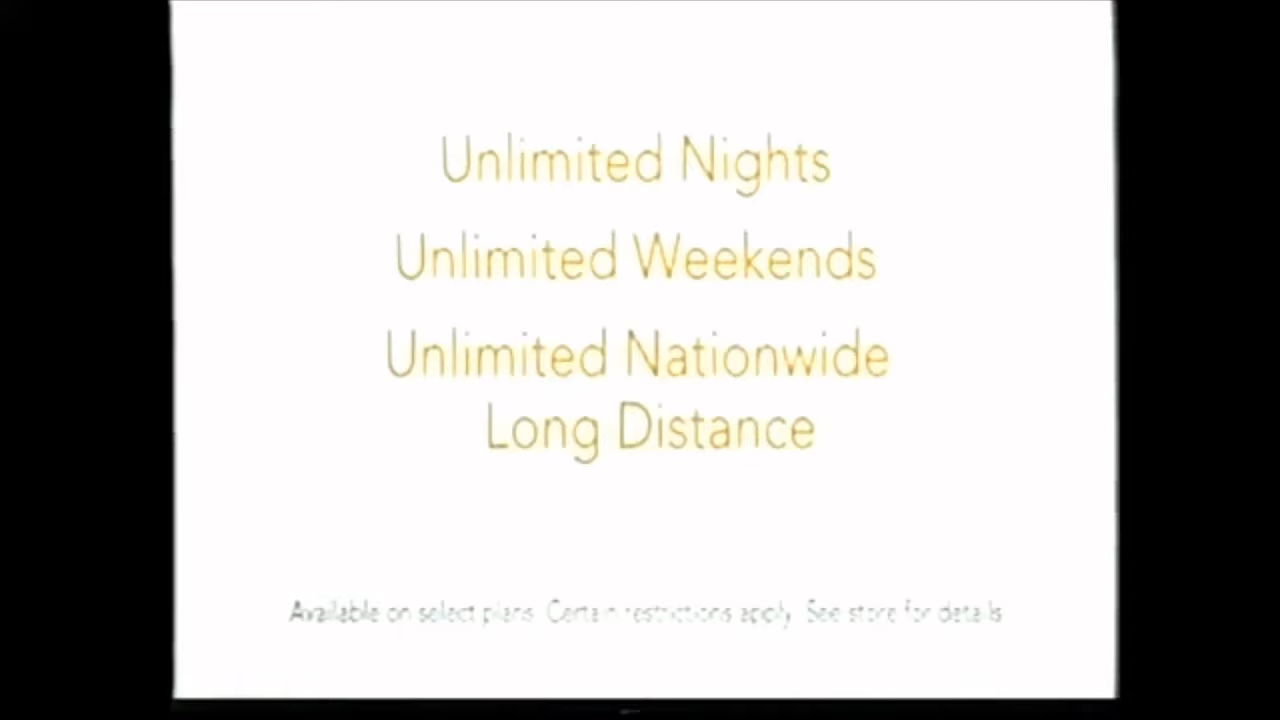 Unlimited Nights
Unlimited Weekends
Unlimited Nationwide
Long Distance
Available on select plans. Certain restrictions apply. See store for details